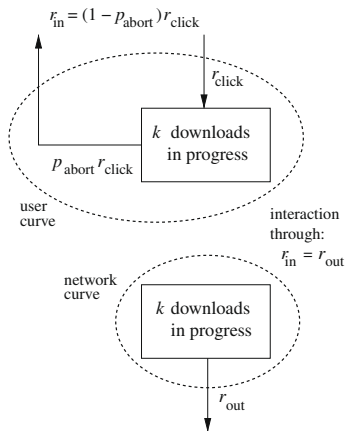 r_in = (1 − p_abort) r_click
r_click
k downloads
in progress
p_abort r_click
user
curve
interaction
through:
r_in = r_out
network
curve
k downloads
in progress
r_out